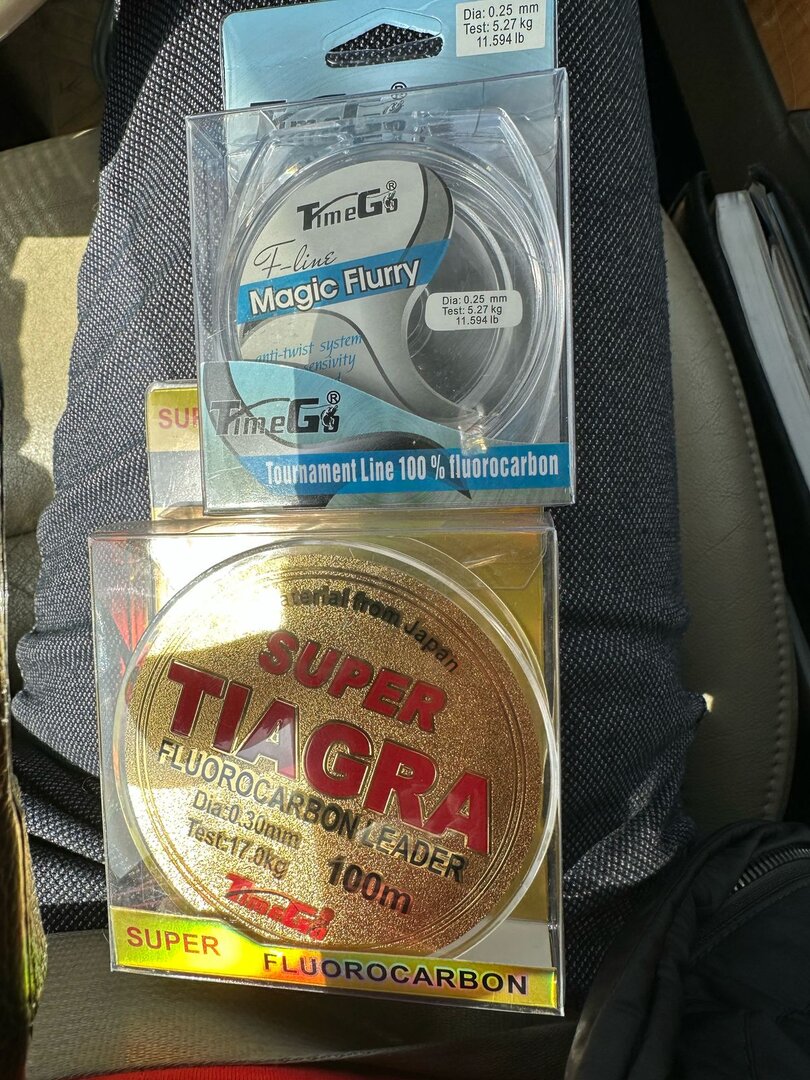 Dia: 0.25 mm
Test: 5.27 kg
11.594 lb
TimeGo®
F-line
Magic Flurry
Dia: 0.25 mm
Test: 5.27 kg
11.594 lb
anti-twist system
TimeGo®
Tournament Line 100 % fluorocarbon
from Japan
SUPER
TIAGRA
FLUOROCARBON LEADER
Dia:0.30mm
Test:17.0kg
100m
TimeGo
SUPER FLUOROCARBON